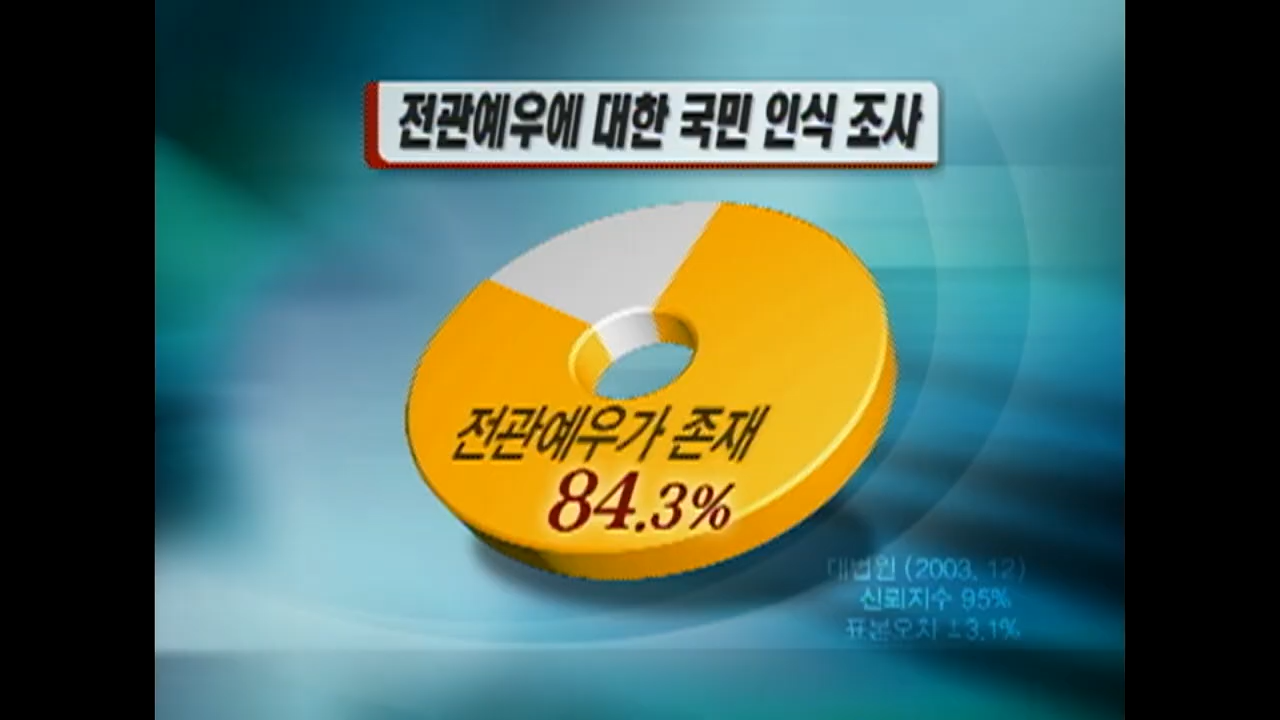 전관예우에 대한 국민 인식 조사
전관예우가 존재
84.3%
대법원 (2003. 12)
신뢰지수 95%
표본오차 ±3.1%